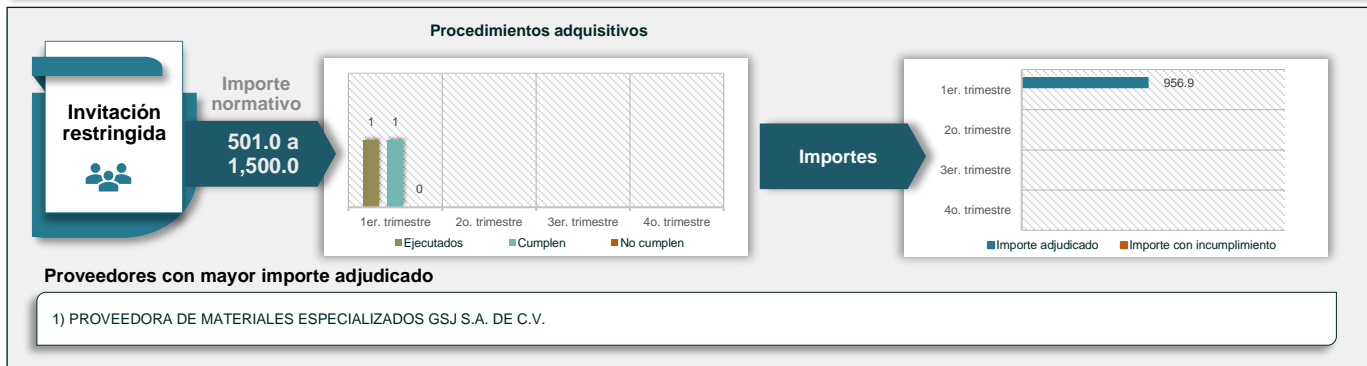 Procedimientos adquisitivos
Invitación
restringida
Importe
normativo
501.0 a
1,500.0
1 1
0
1er. trimestre 2o. trimestre 3er. trimestre 4o. trimestre
Ejecutados Cumplen No cumplen
Importes
1er. trimestre 956.9
2o. trimestre
3er. trimestre
4o. trimestre
Importe adjudicado Importe con incumplimiento
Proveedores con mayor importe adjudicado
1) PROVEEDORA DE MATERIALES ESPECIALIZADOS GSJ S.A. DE C.V.